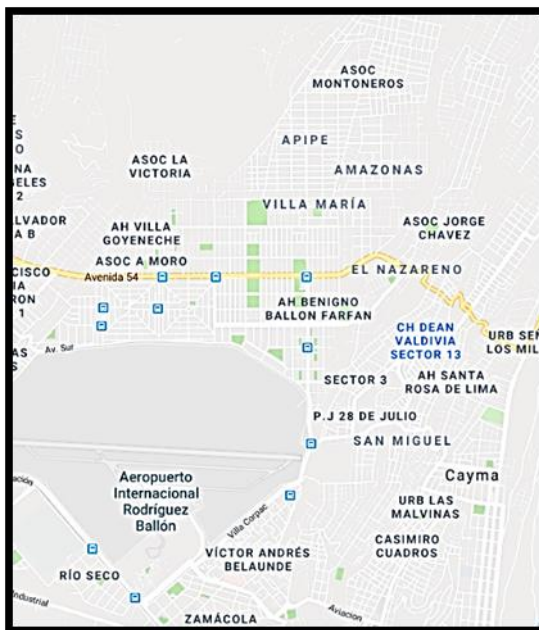 ASOC
MONTONEROS
APIPE
ASOC LA
VICTORIA
AMAZONAS
VILLA MARÍA
AH VILLA
GOYENECHE
ASOC JORGE
CHAVEZ
ASOC A MORO
Avenida 54
EL NAZARENO
AH BENIGNO
BALLON FARFAN
CH DEAN
VALDIVIA
SECTOR 13
URB SEÑ
LOS MIL
Av. Sur
SECTOR 3
AH SANTA
ROSA DE LIMA
P.J 28 DE JULIO
SAN MIGUEL
Cayma
Aeropuerto
Internacional
Rodríguez
Ballón
URB LAS
MALVINAS
Villa Corpac
CASIMIRO
CUADROS
VÍCTOR ANDRÉS
BELAUNDE
RÍO SECO
Industrial
ZAMÁCOLA
Aviacion